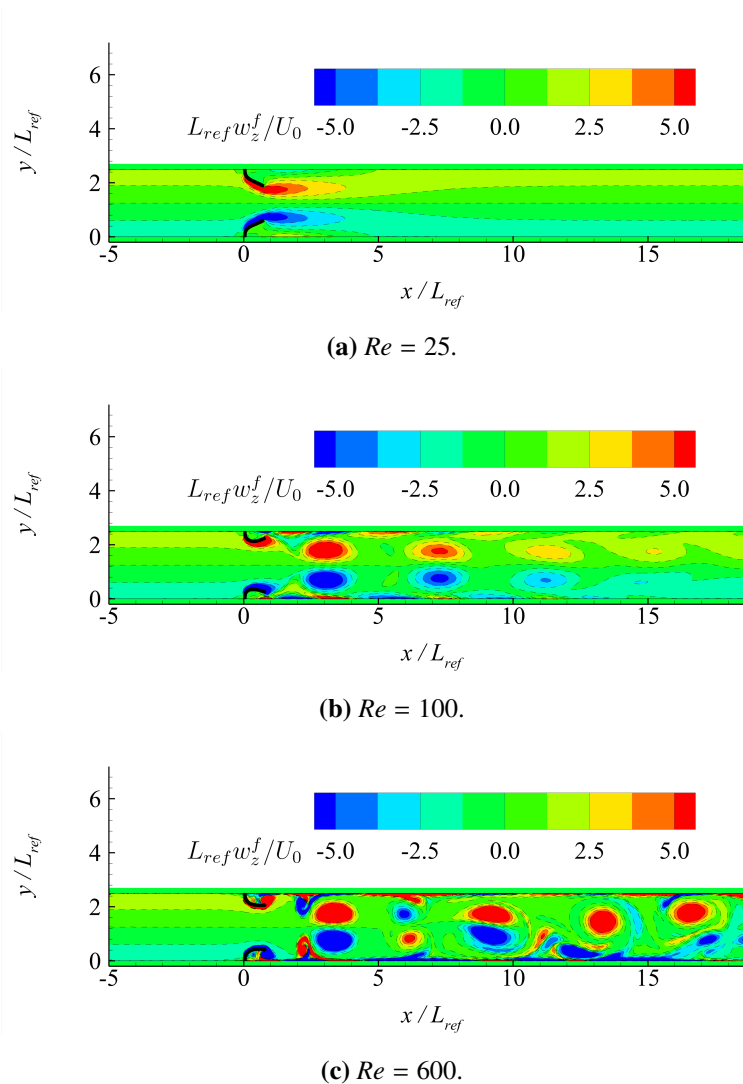 6
4
2
0
y / L_ref
L_ref w_z^f / U_0
-5.0 -2.5 0.0 2.5 5.0
-5 0 5 10 15
x / L_ref
(a) Re = 25.
6
4
2
0
y / L_ref
L_ref w_z^f / U_0
-5.0 -2.5 0.0 2.5 5.0
-5 0 5 10 15
x / L_ref
(b) Re = 100.
6
4
2
0
y / L_ref
L_ref w_z^f / U_0
-5.0 -2.5 0.0 2.5 5.0
-5 0 5 10 15
x / L_ref
(c) Re = 600.